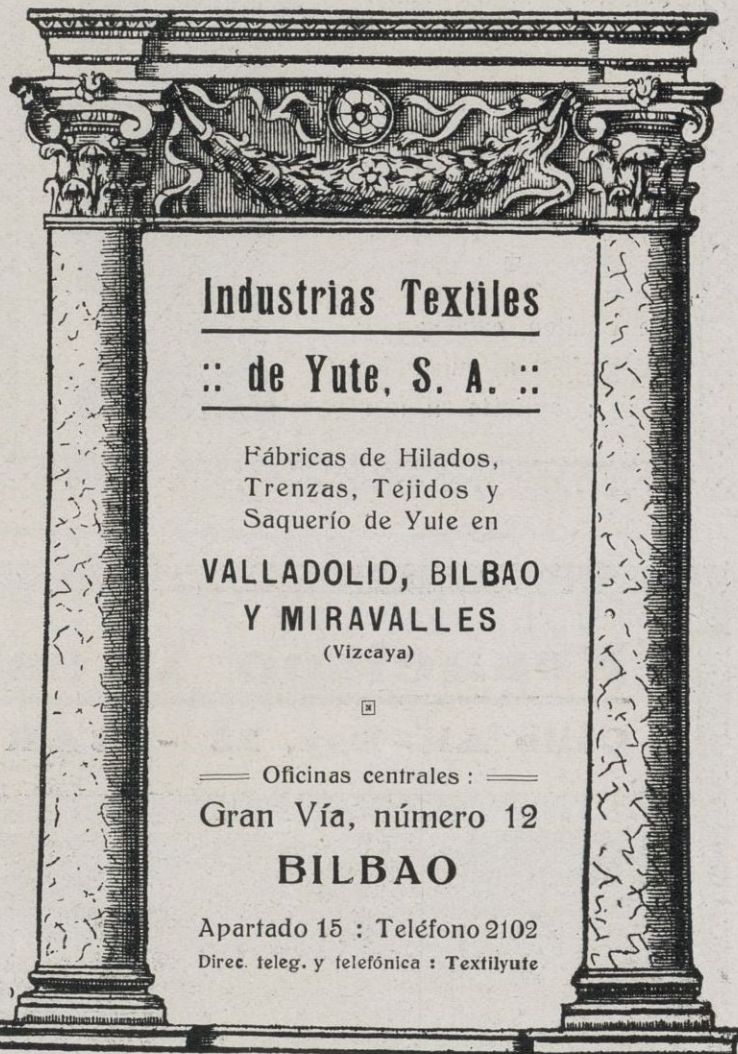 Industrias Textiles
:: de Yute, S. A. ::
Fábricas de Hilados,
Trenzas, Tejidos y
Saquerío de Yute en
VALLADOLID, BILBAO
Y MIRAVALLES
(Vizcaya)
Oficinas centrales :
Gran Vía, número 12
BILBAO
Apartado 15 : Teléfono 2102
Direc. teleg. y telefónica : Textilyute